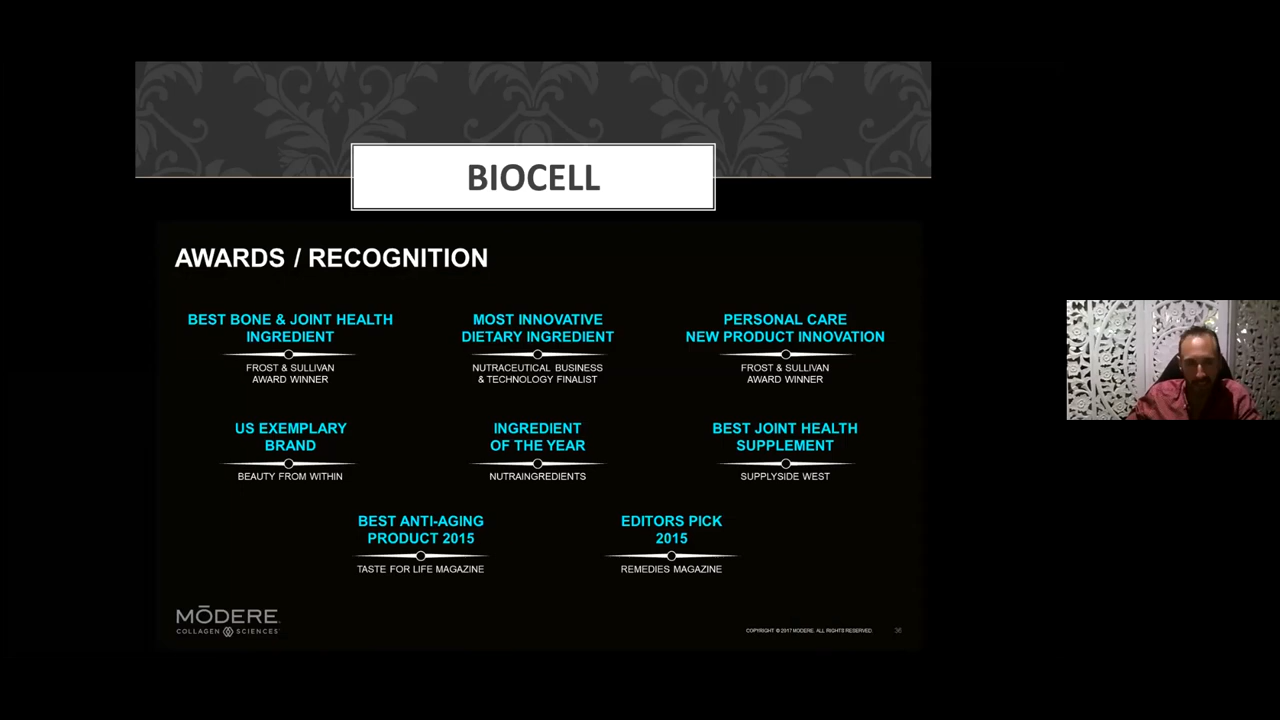 BIOCELL
AWARDS / RECOGNITION
BEST BONE & JOINT HEALTH
INGREDIENT
FROST & SULLIVAN
AWARD WINNER
MOST INNOVATIVE
DIETARY INGREDIENT
NUTRACEUTICAL BUSINESS
& TECHNOLOGY FINALIST
PERSONAL CARE
NEW PRODUCT INNOVATION
FROST & SULLIVAN
AWARD WINNER
US EXEMPLARY
BRAND
BEAUTY FROM WITHIN
INGREDIENT
OF THE YEAR
NUTRAINGREDIENTS
BEST JOINT HEALTH
SUPPLEMENT
SUPPLYSIDE WEST
BEST ANTI-AGING
PRODUCT 2015
TASTE FOR LIFE MAGAZINE
EDITORS PICK
2015
REMEDIES MAGAZINE
MŌDERE
COLLAGEN SCIENCES
COPYRIGHT © 2017 MODERE. ALL RIGHTS RESERVED.
36